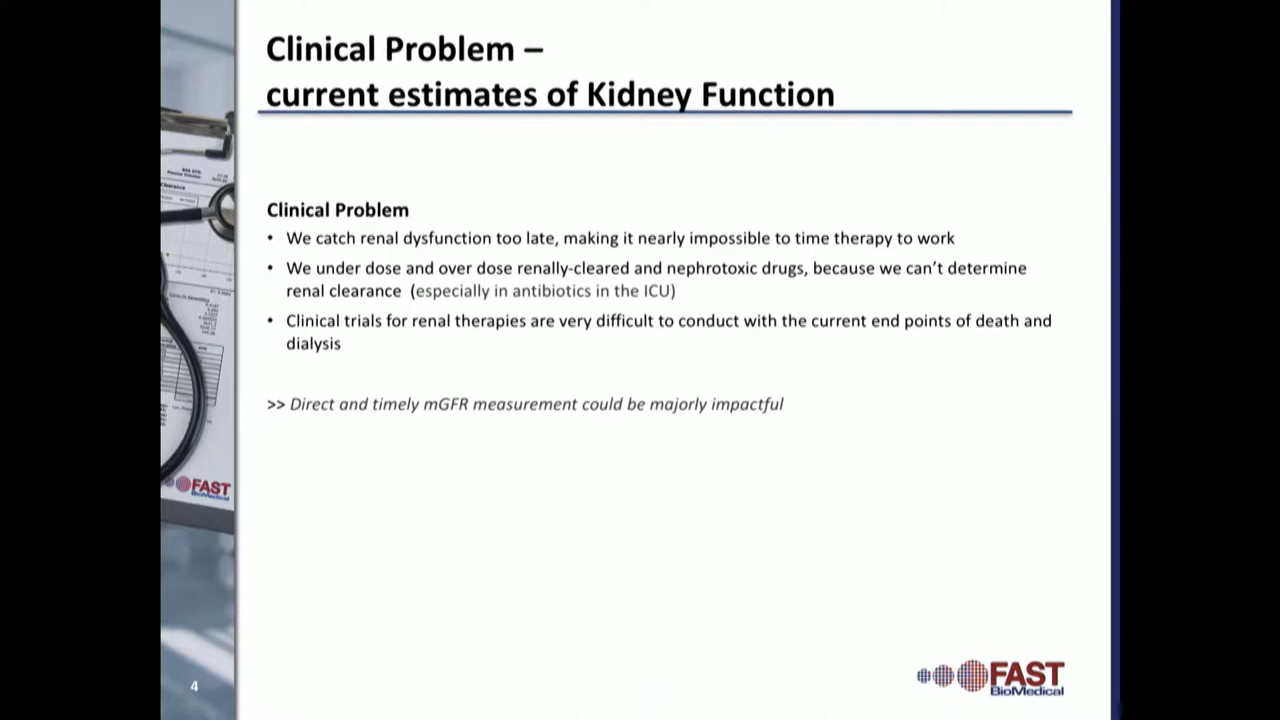 Clinical Problem –
current estimates of Kidney Function
Clinical Problem
• We catch renal dysfunction too late, making it nearly impossible to time therapy to work
• We under dose and over dose renally-cleared and nephrotoxic drugs, because we can't determine
renal clearance (especially in antibiotics in the ICU)
• Clinical trials for renal therapies are very difficult to conduct with the current end points of death and
dialysis
>> Direct and timely mGFR measurement could be majorly impactful
FAST
BioMedical
4
FAST
BioMedical